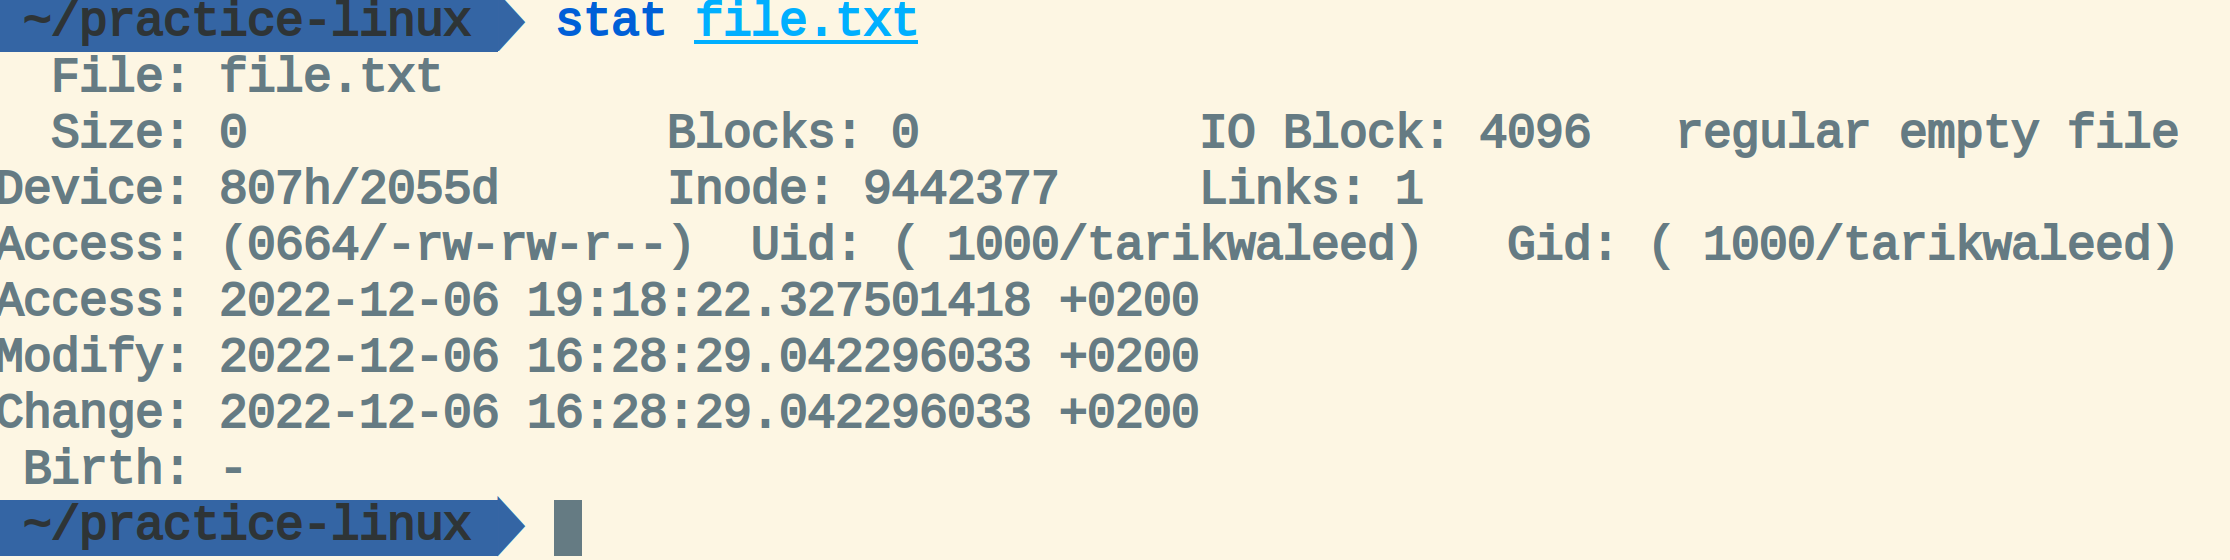 ~/practice-linux stat file.txt
File: file.txt
Size: 0 Blocks: 0 IO Block: 4096 regular empty file
Device: 807h/2055d Inode: 9442377 Links: 1
Access: (0664/-rw-rw-r--) Uid: ( 1000/tarikwaleed) Gid: ( 1000/tarikwaleed)
Access: 2022-12-06 19:18:22.327501418 +0200
Modify: 2022-12-06 16:28:29.042296033 +0200
Change: 2022-12-06 16:28:29.042296033 +0200
Birth: -
~/practice-linux